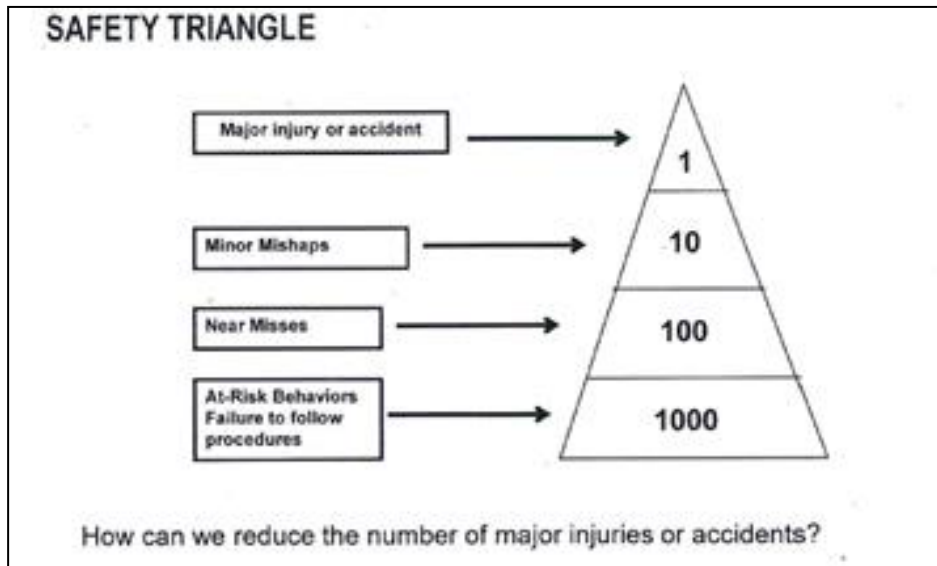 SAFETY TRIANGLE
Major injury or accident
1
Minor Mishaps
10
Near Misses
100
At-Risk Behaviors
Failure to follow
procedures
1000
How can we reduce the number of major injuries or accidents?